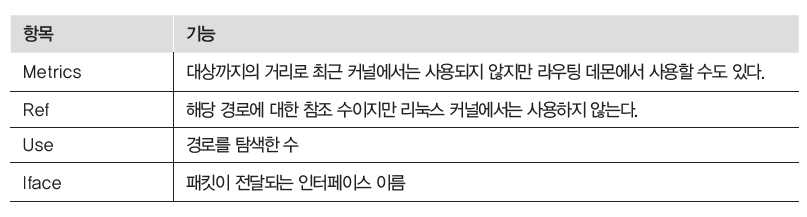 항목 기능
Metrics 대상까지의 거리로 최근 커널에서는 사용되지 않지만 라우팅 데몬에서 사용할 수도 있다.
Ref 해당 경로에 대한 참조 수이지만 리눅스 커널에서는 사용하지 않는다.
Use 경로를 탐색한 수
Iface 패킷이 전달되는 인터페이스 이름